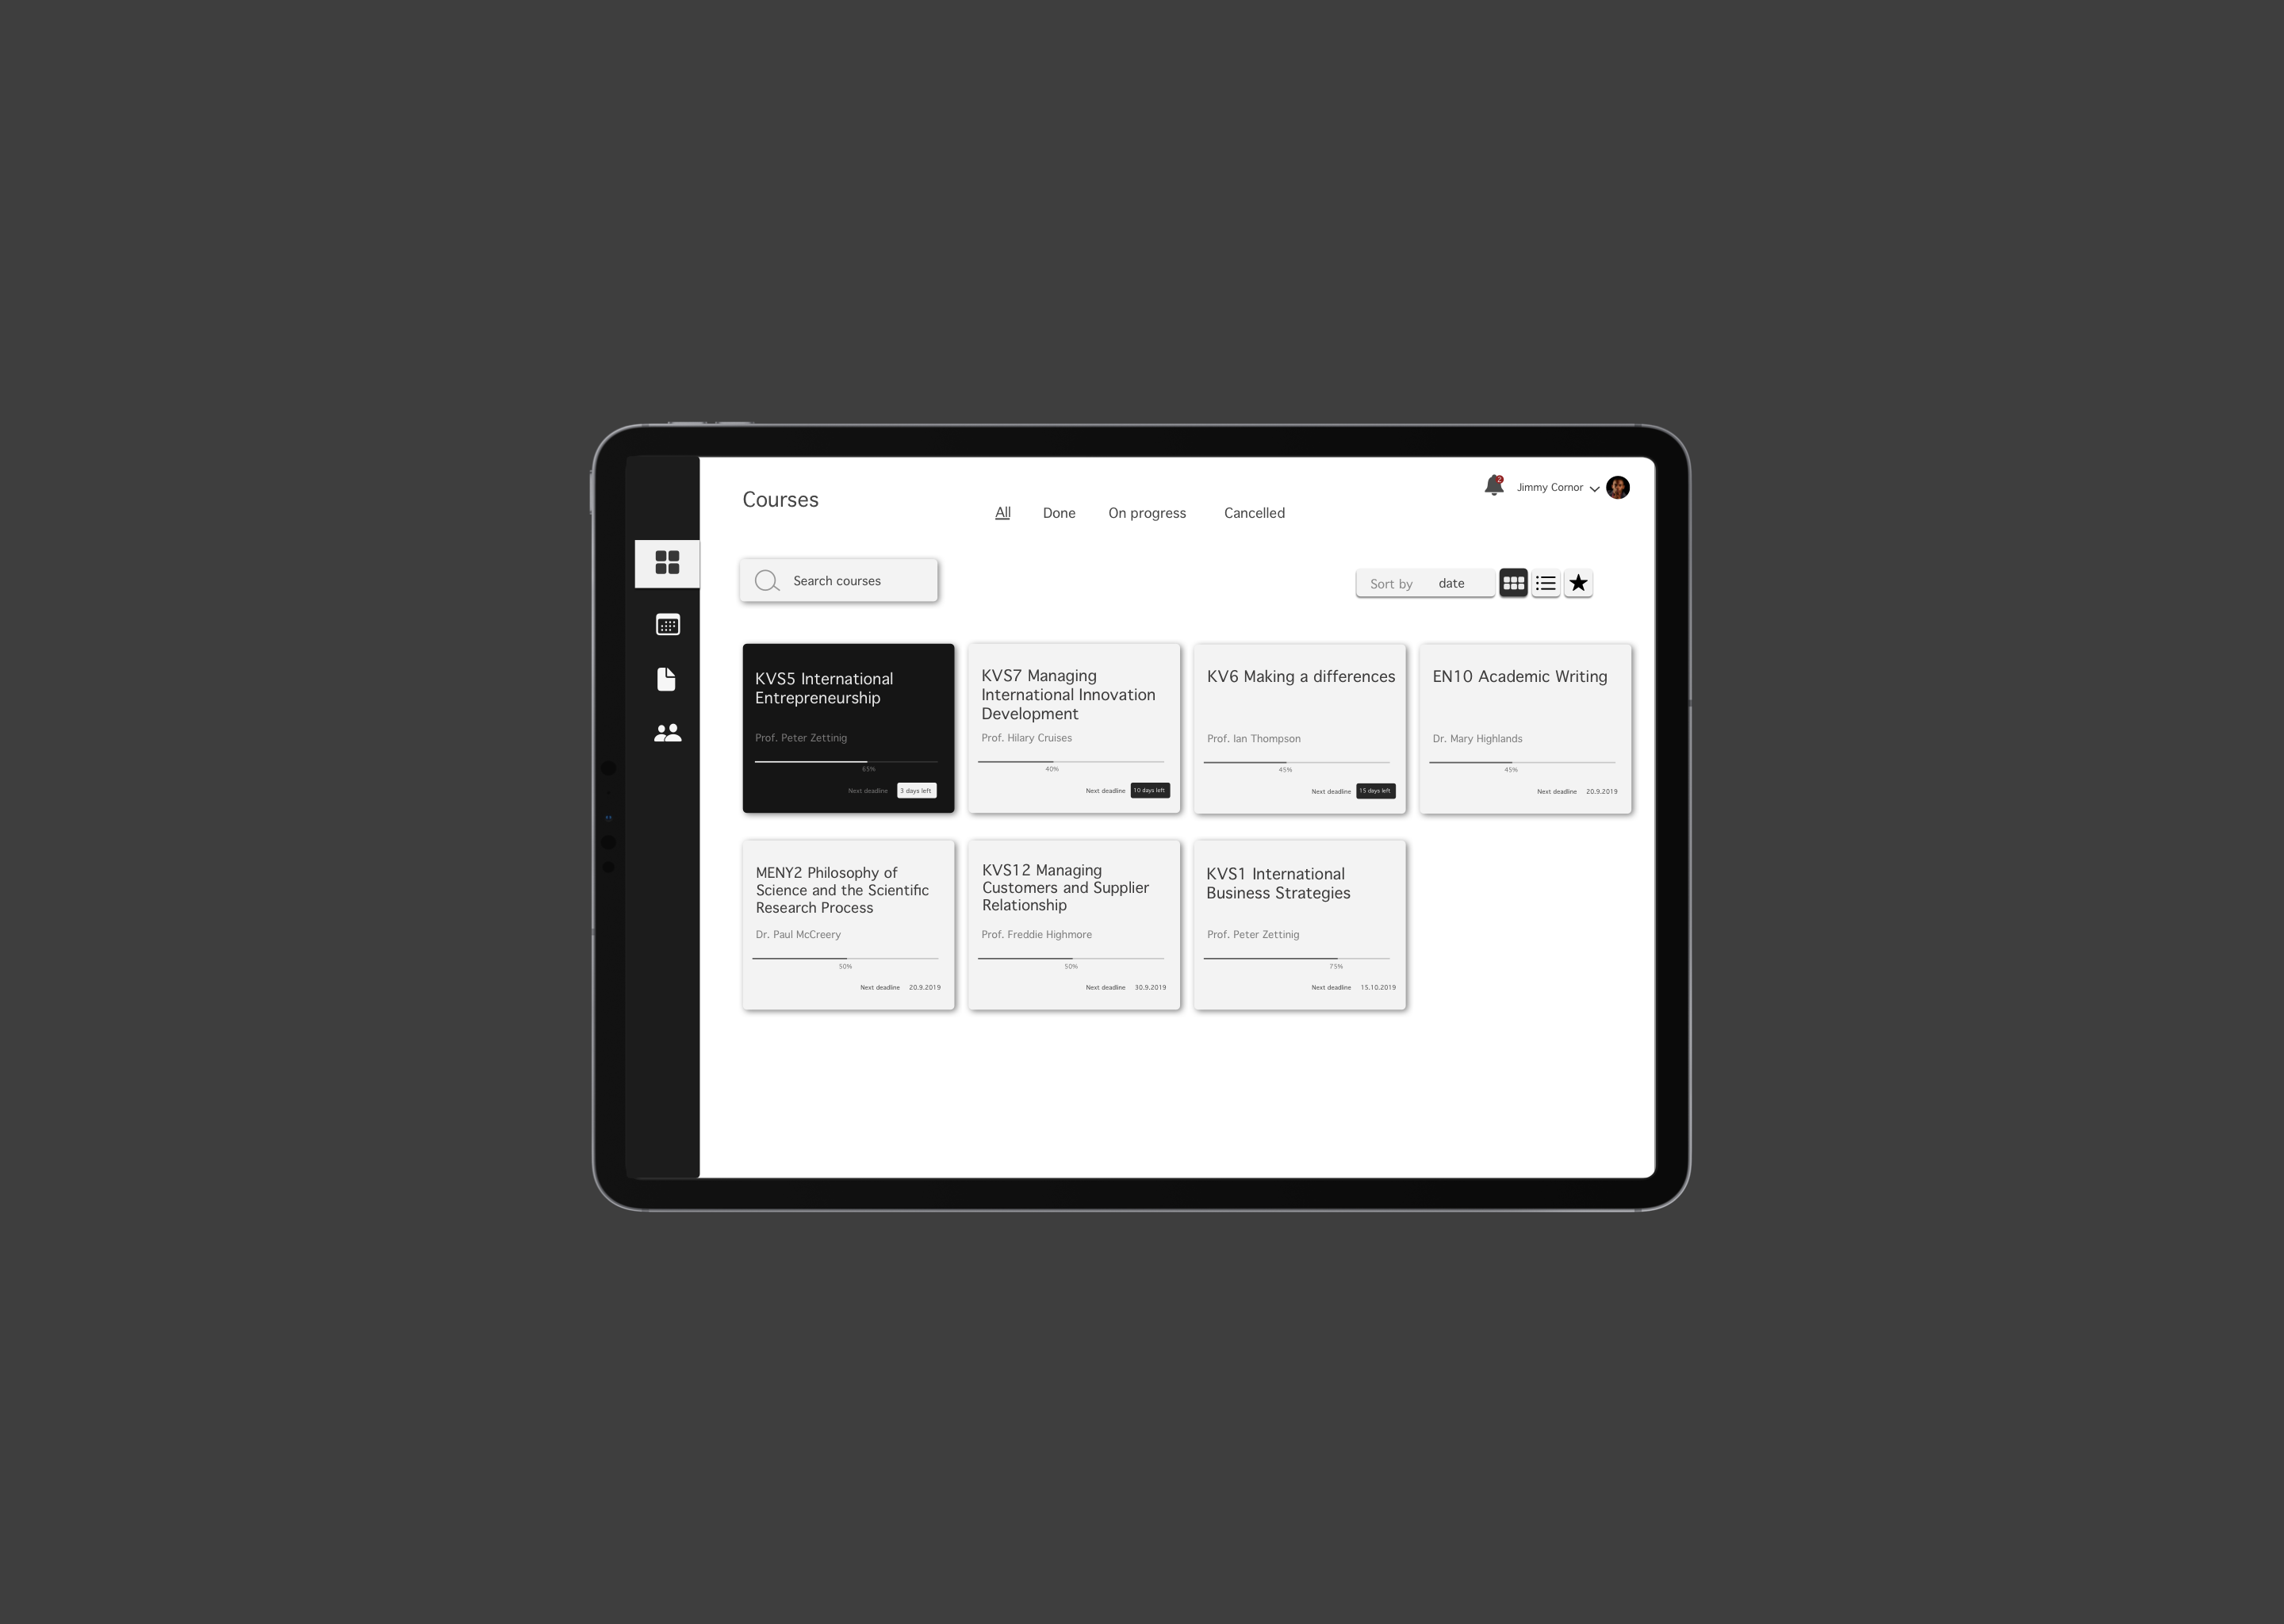 Courses
2
Jimmy Cornor
All Done On progress Cancelled
Search courses
Sort by date
KVS5 International
Entrepreneurship
Prof. Peter Zettinig
65%
Next deadline 3 days left
KVS7 Managing
International Innovation
Development
Prof. Hilary Cruises
40%
Next deadline 10 days left
KV6 Making a differences
Prof. Ian Thompson
45%
Next deadline 15 days left
EN10 Academic Writing
Dr. Mary Highlands
45%
Next deadline 20.9.2019
MENY2 Philosophy of
Science and the Scientific
Research Process
Dr. Paul McCreery
50%
Next deadline 20.9.2019
KVS12 Managing
Customers and Supplier
Relationship
Prof. Freddie Highmore
50%
Next deadline 30.9.2019
KVS1 International
Business Strategies
Prof. Peter Zettinig
75%
Next deadline 15.10.2019